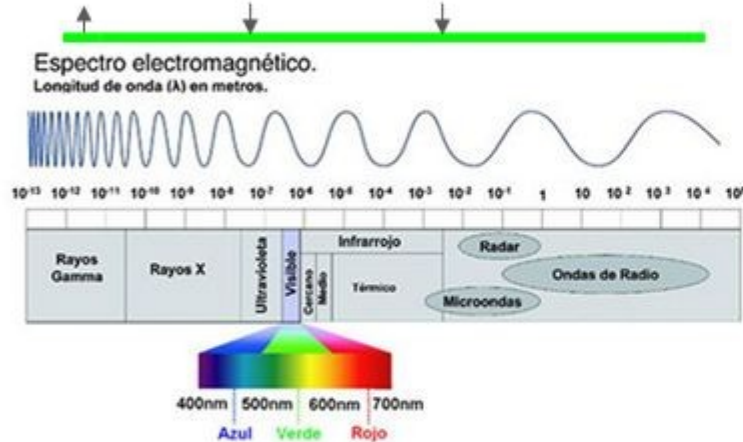 Espectro electromagnético.
Longitud de onda (λ) en metros.
10⁻¹³ 10⁻¹² 10⁻¹¹ 10⁻¹⁰ 10⁻⁹ 10⁻⁸ 10⁻⁷ 10⁻⁶ 10⁻⁵ 10⁻⁴ 10⁻³ 10⁻² 10⁻¹ 1 10 10² 10³ 10⁴
Rayos Gamma
Rayos X
Ultravioleta
Visible
Infrarrojo
Cercano
Medio
Térmico
Radar
Ondas de Radio
Microondas
400nm 500nm 600nm 700nm
Azul Verde Rojo